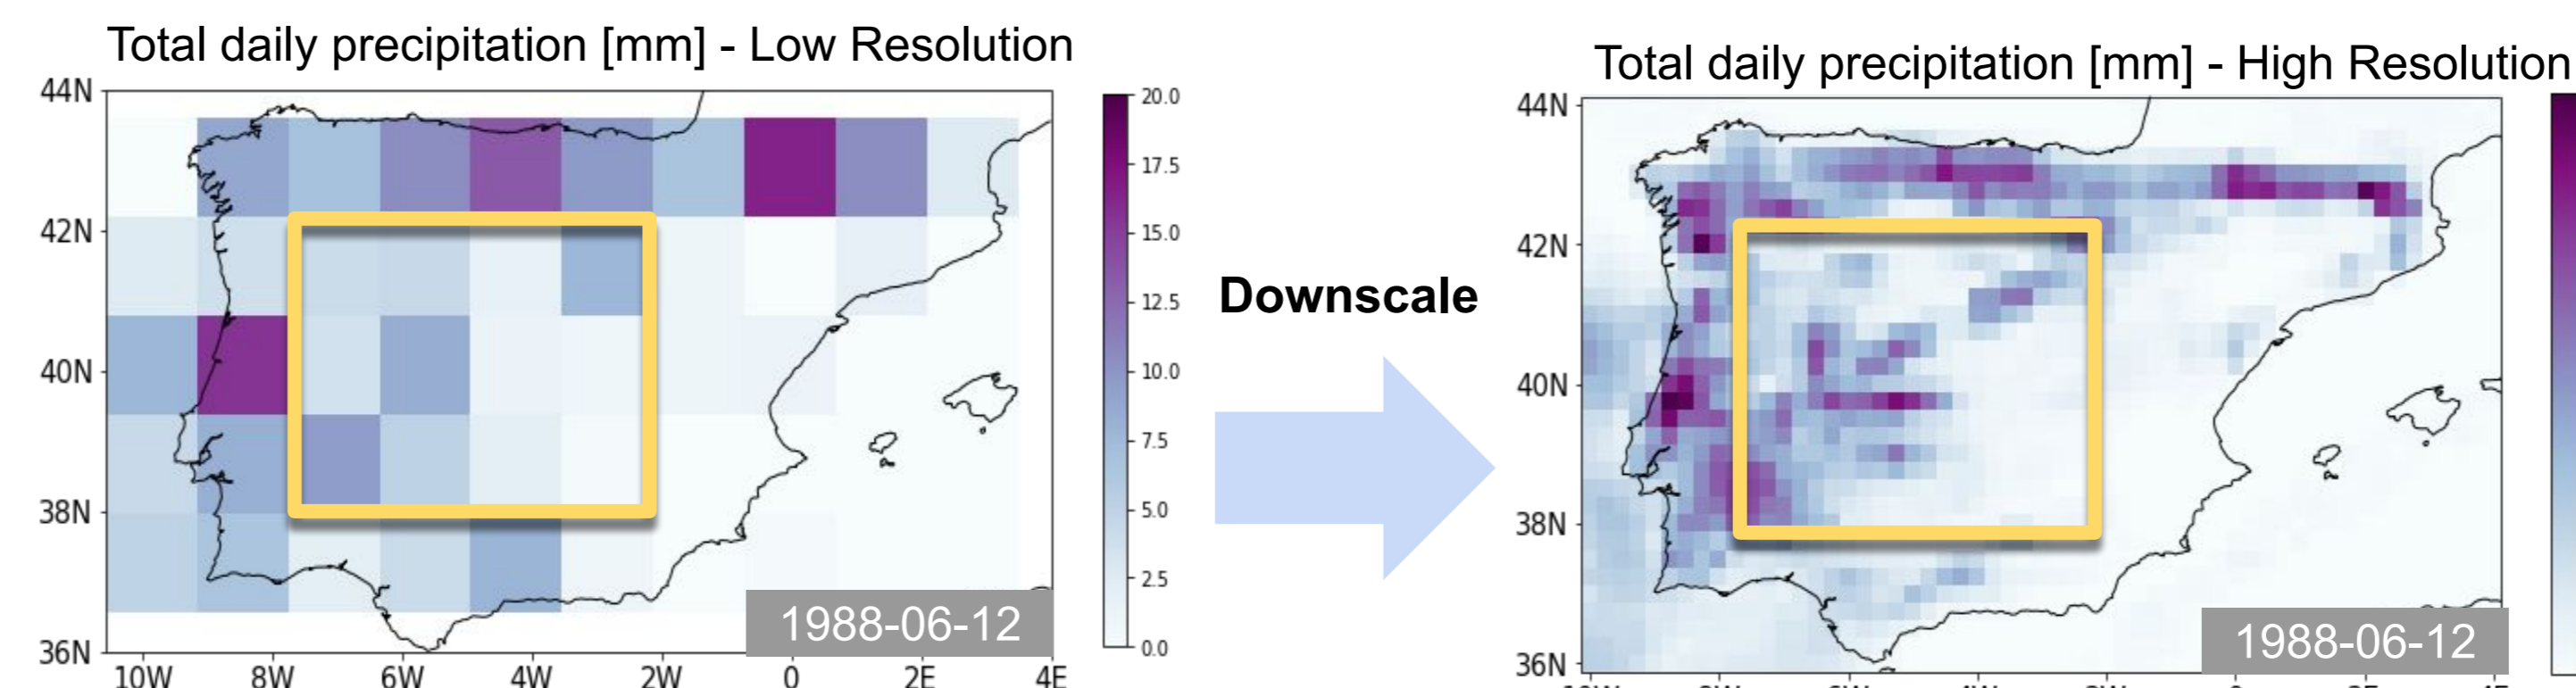 Total daily precipitation [mm] - Low Resolution
44N
42N
40N
38N
36N
10W 8W 6W 4W 2W 0 2E 4E
20.0
17.5
15.0
12.5
10.0
7.5
5.0
2.5
0.0
1988-06-12
Downscale
Total daily precipitation [mm] - High Resolution
44N
42N
40N
38N
36N
1988-06-12